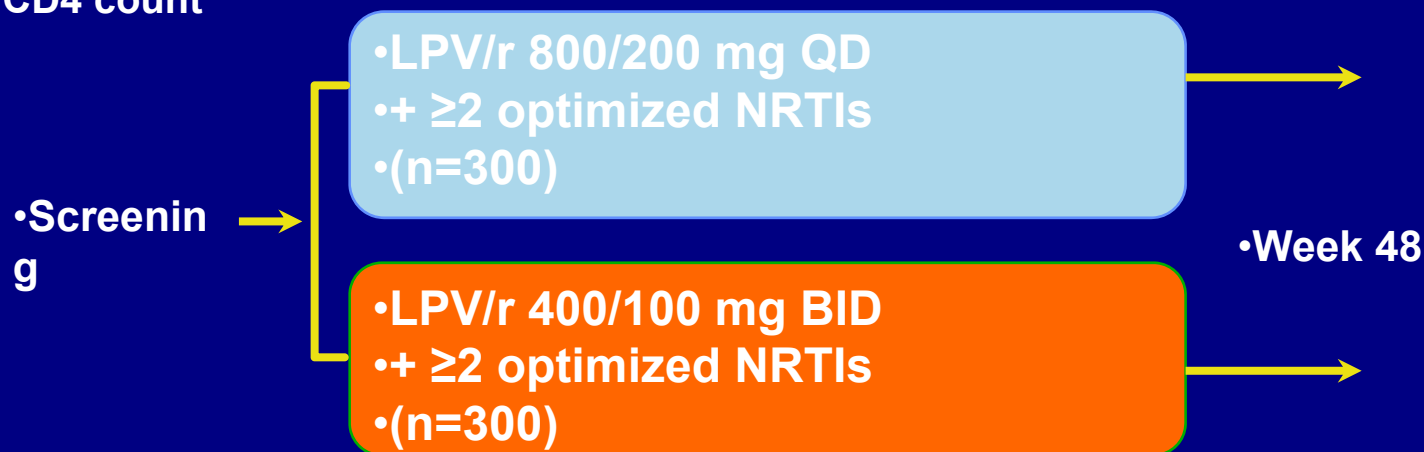 CD4 count
•LPV/r 800/200 mg QD
•+ ≥2 optimized NRTIs
•(n=300)
•Screenin
g
•Week 48
•LPV/r 400/100 mg BID
•+ ≥2 optimized NRTIs
•(n=300)